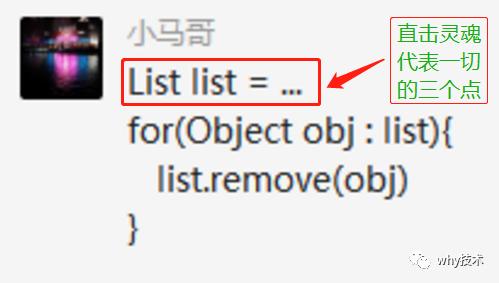 小马哥
List list = ...
for(Object obj : list){
list.remove(obj)
}
直击灵魂
代表一切
的三个点
why技术